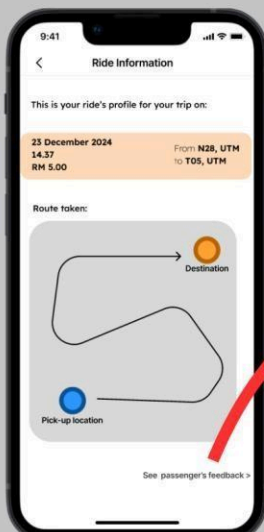 9:41
Ride Information
This is your ride's profile for your trip on:
23 December 2024
14.37
RM 5.00
From N28, UTM
to T05, UTM
Route taken:
Destination
Pick-up location
See passenger's feedback >